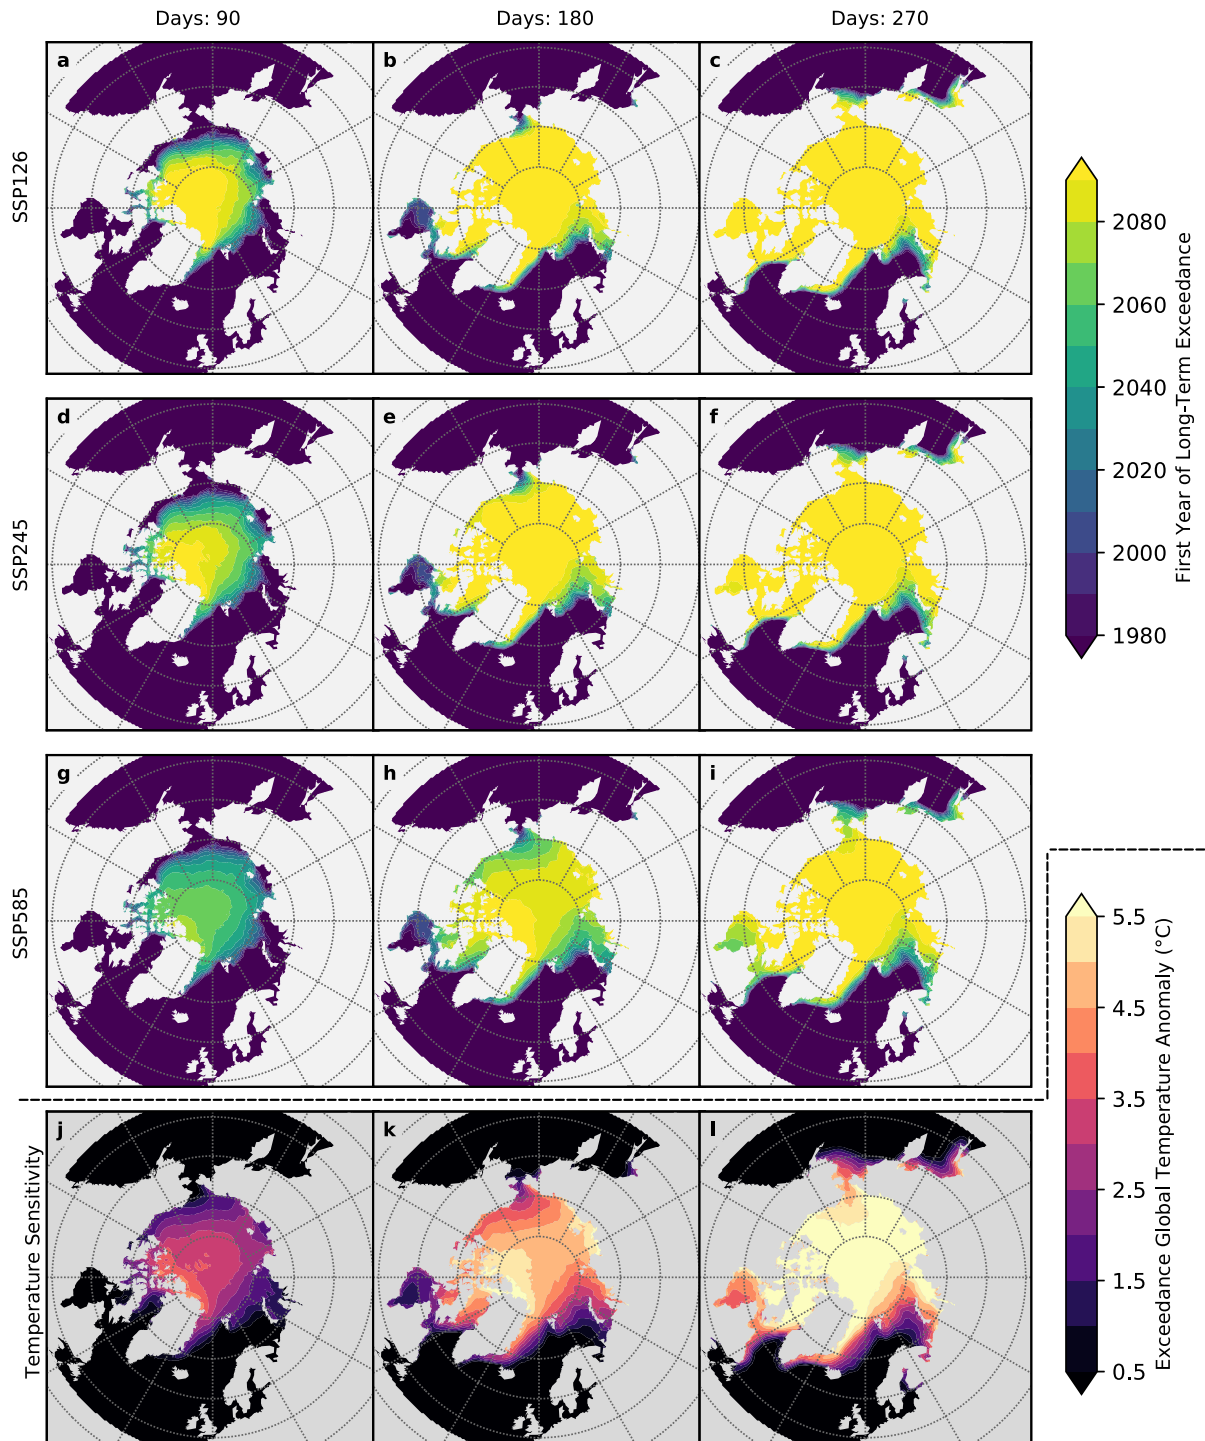 Days: 90
Days: 180
Days: 270
SSP126
a
b
c
SSP245
d
e
f
2080
2060
2040
2020
2000
1980
First Year of Long-Term Exceedance
SSP585
g
h
i
Temperature Sensitivity
j
k
l
5.5
4.5
3.5
2.5
1.5
0.5
Exceedance Global Temperature Anomaly (°C)